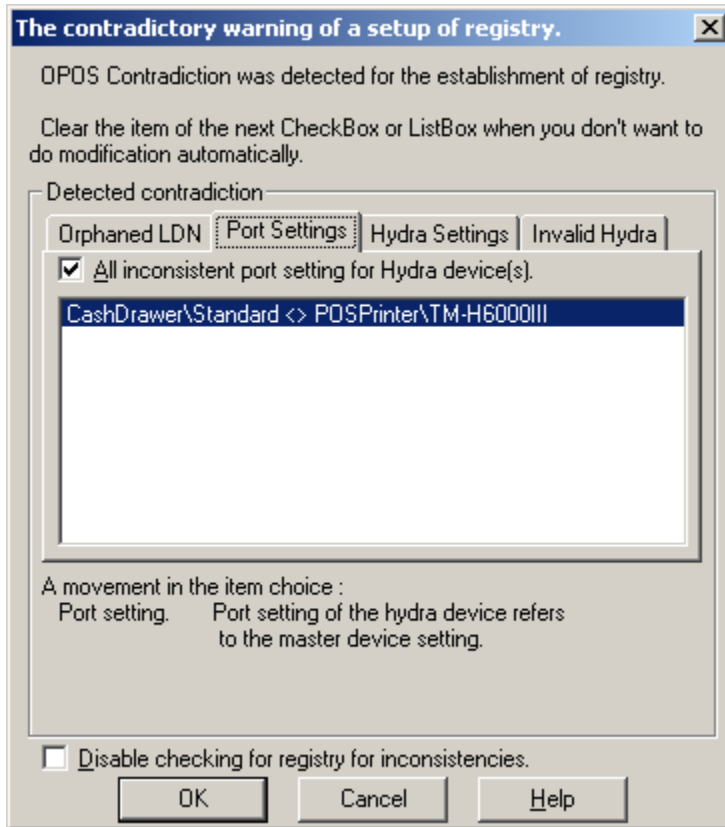 The contradictory warning of a setup of registry.
OPOS Contradiction was detected for the establishment of registry.
Clear the item of the next CheckBox or ListBox when you don't want to
do modification automatically.
Detected contradiction
Orphaned LDN Port Settings Hydra Settings Invalid Hydra
All inconsistent port setting for Hydra device(s).
CashDrawer\Standard <> POSPrinter\TM-H6000III
A movement in the item choice :
Port setting. Port setting of the hydra device refers
to the master device setting.
Disable checking for registry for inconsistencies.
OK Cancel Help